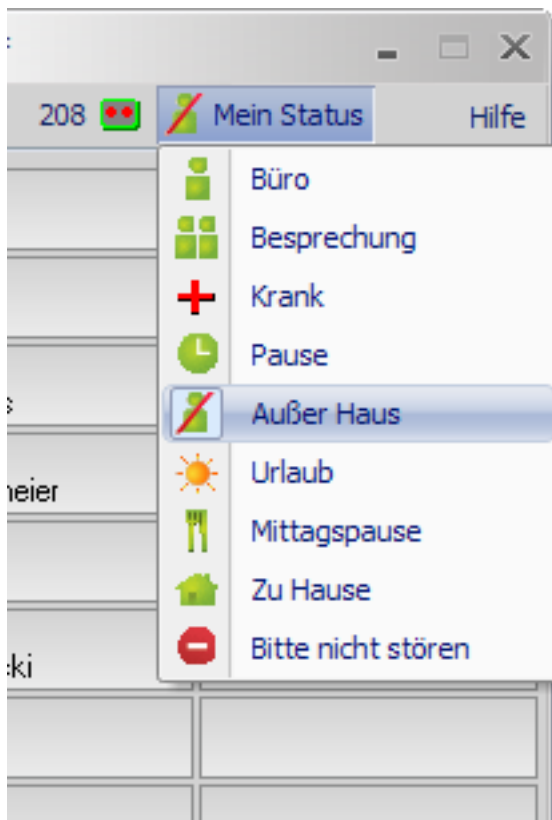 208 Mein Status Hilfe
Büro
Besprechung
Krank
Pause
Außer Haus
Urlaub
Mittagspause
Zu Hause
Bitte nicht stören